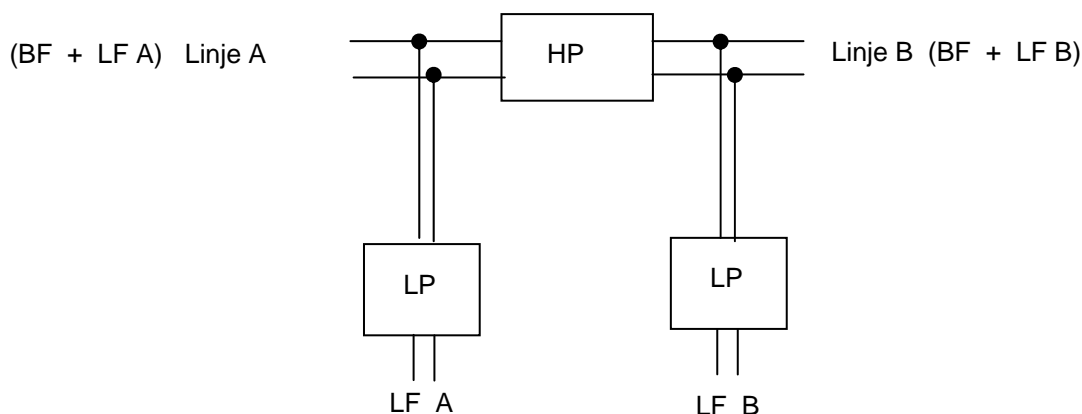 (BF + LF A) Linje A
HP
Linje B (BF + LF B)
LP
LP
LF A
LF B